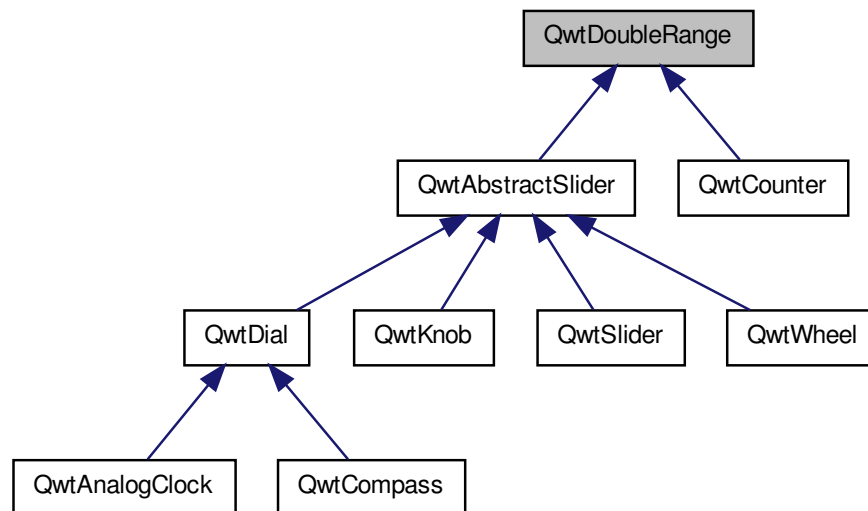 QwtDoubleRange
QwtAbstractSlider
QwtCounter
QwtDial
QwtKnob
QwtSlider
QwtWheel
QwtAnalogClock
QwtCompass